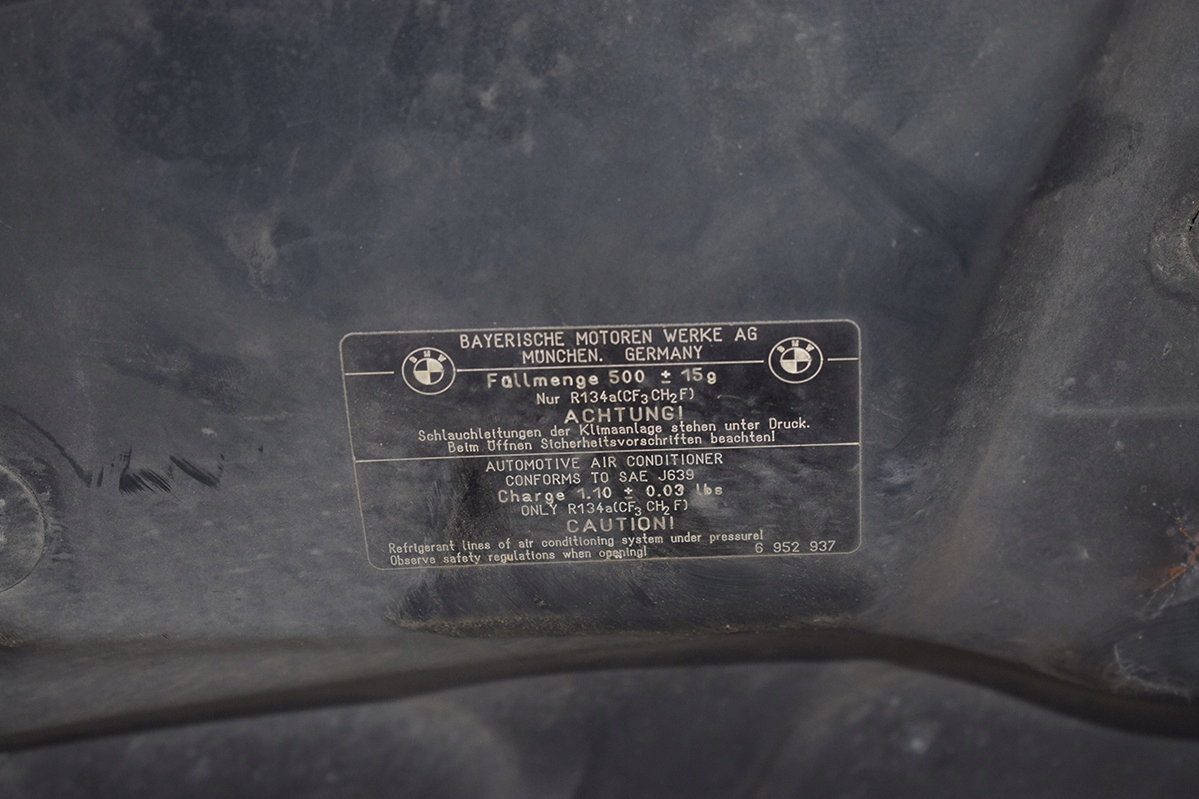 BAYERISCHE MOTOREN WERKE AG
MÜNCHEN. GERMANY
BMW
BMW
Füllmenge 500 ± 15g
Nur R134a(CF3CH2F)
ACHTUNG!
Schlauchleitungen der Klimaanlage stehen unter Druck.
Beim Öffnen Sicherheitsvorschriften beachten!
AUTOMOTIVE AIR CONDITIONER
CONFORMS TO SAE J639
Charge 1.10 ± 0.03 lbs
ONLY R134a(CF3CH2F)
CAUTION!
Refrigerant lines of air conditioning system under pressure!
Observe safety regulations when opening!
6 952 937